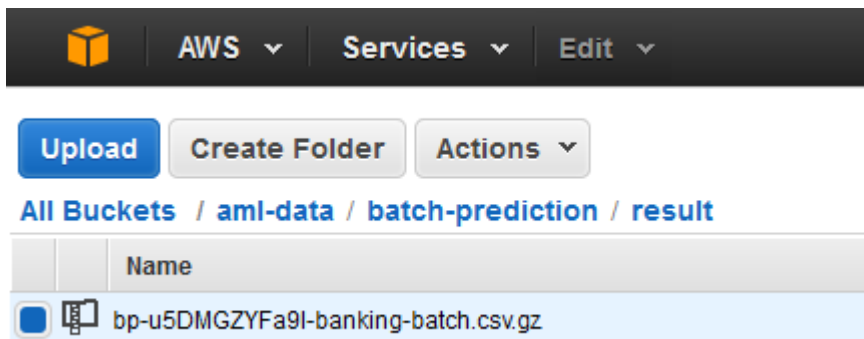 AWS Services Edit
Upload Create Folder Actions
All Buckets / aml-data / batch-prediction / result
Name
bp-u5DMGZYFa9I-banking-batch.csv.gz